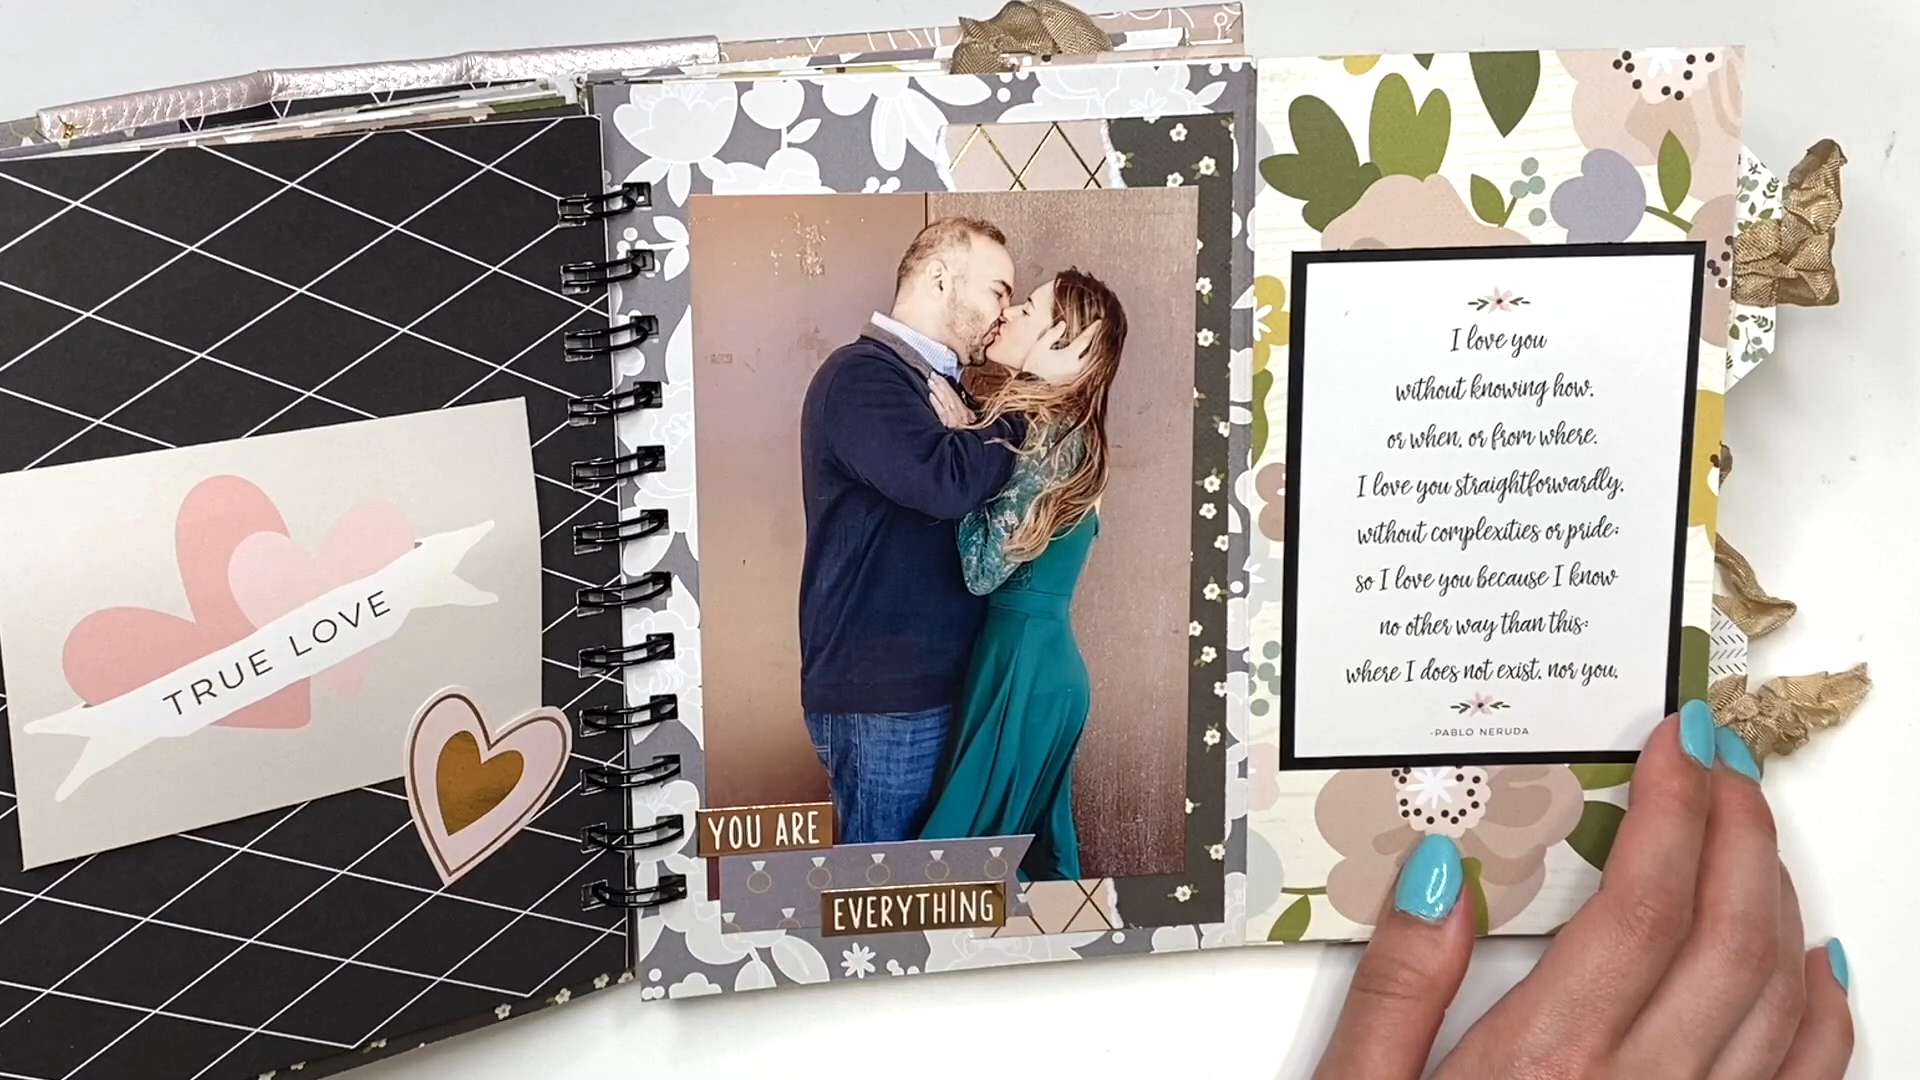 TRUE LOVE
YOU ARE
EVERYTHING
I love you
without knowing how,
or when, or from where.
I love you straightforwardly,
without complexities or pride;
so I love you because I know
no other way than this:
where I does not exist, nor you.
-PABLO NERUDA